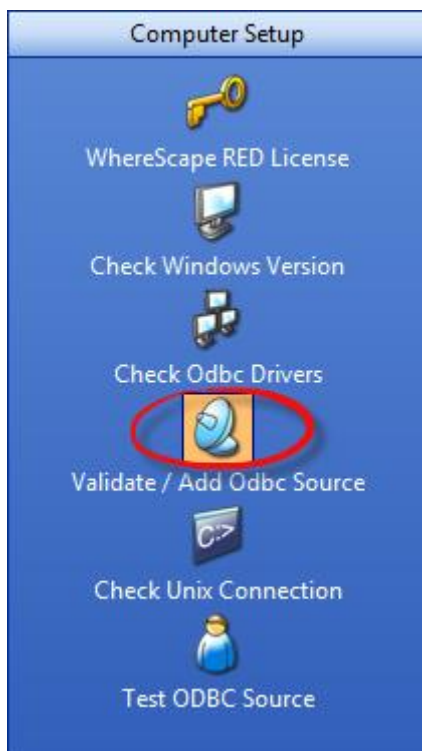 Computer Setup
WhereScape RED License
Check Windows Version
Check Odbc Drivers
Validate / Add Odbc Source
C:>
Check Unix Connection
Test ODBC Source